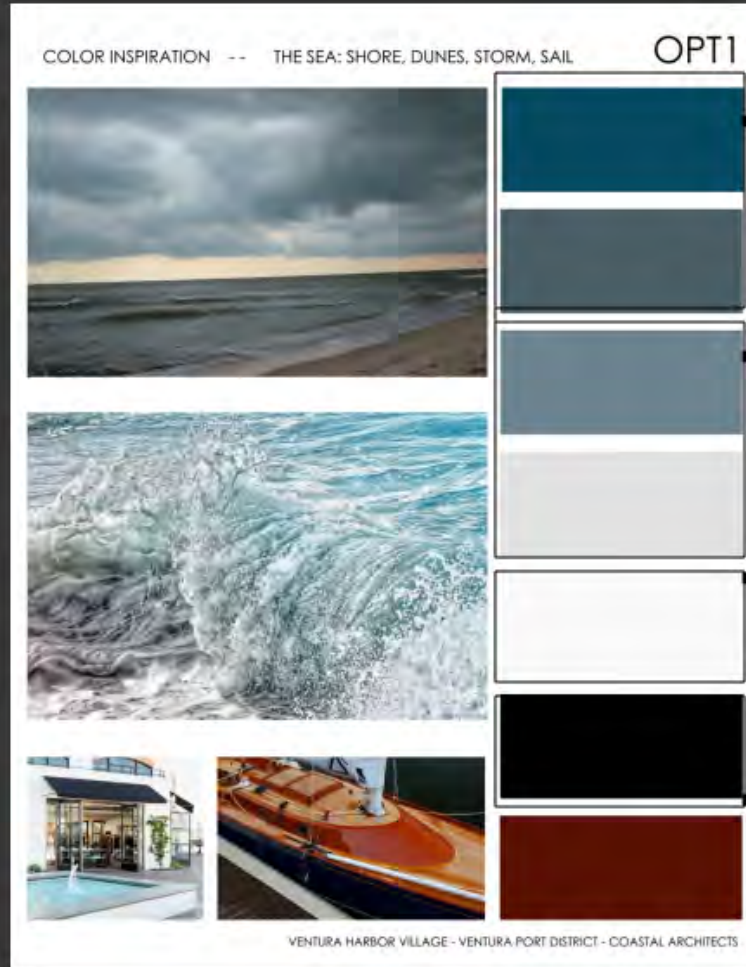 COLOR INSPIRATION -- THE SEA: SHORE, DUNES, STORM, SAIL OPT1
VENTURA HARBOR VILLAGE - VENTURA PORT DISTRICT - COASTAL ARCHITECTS